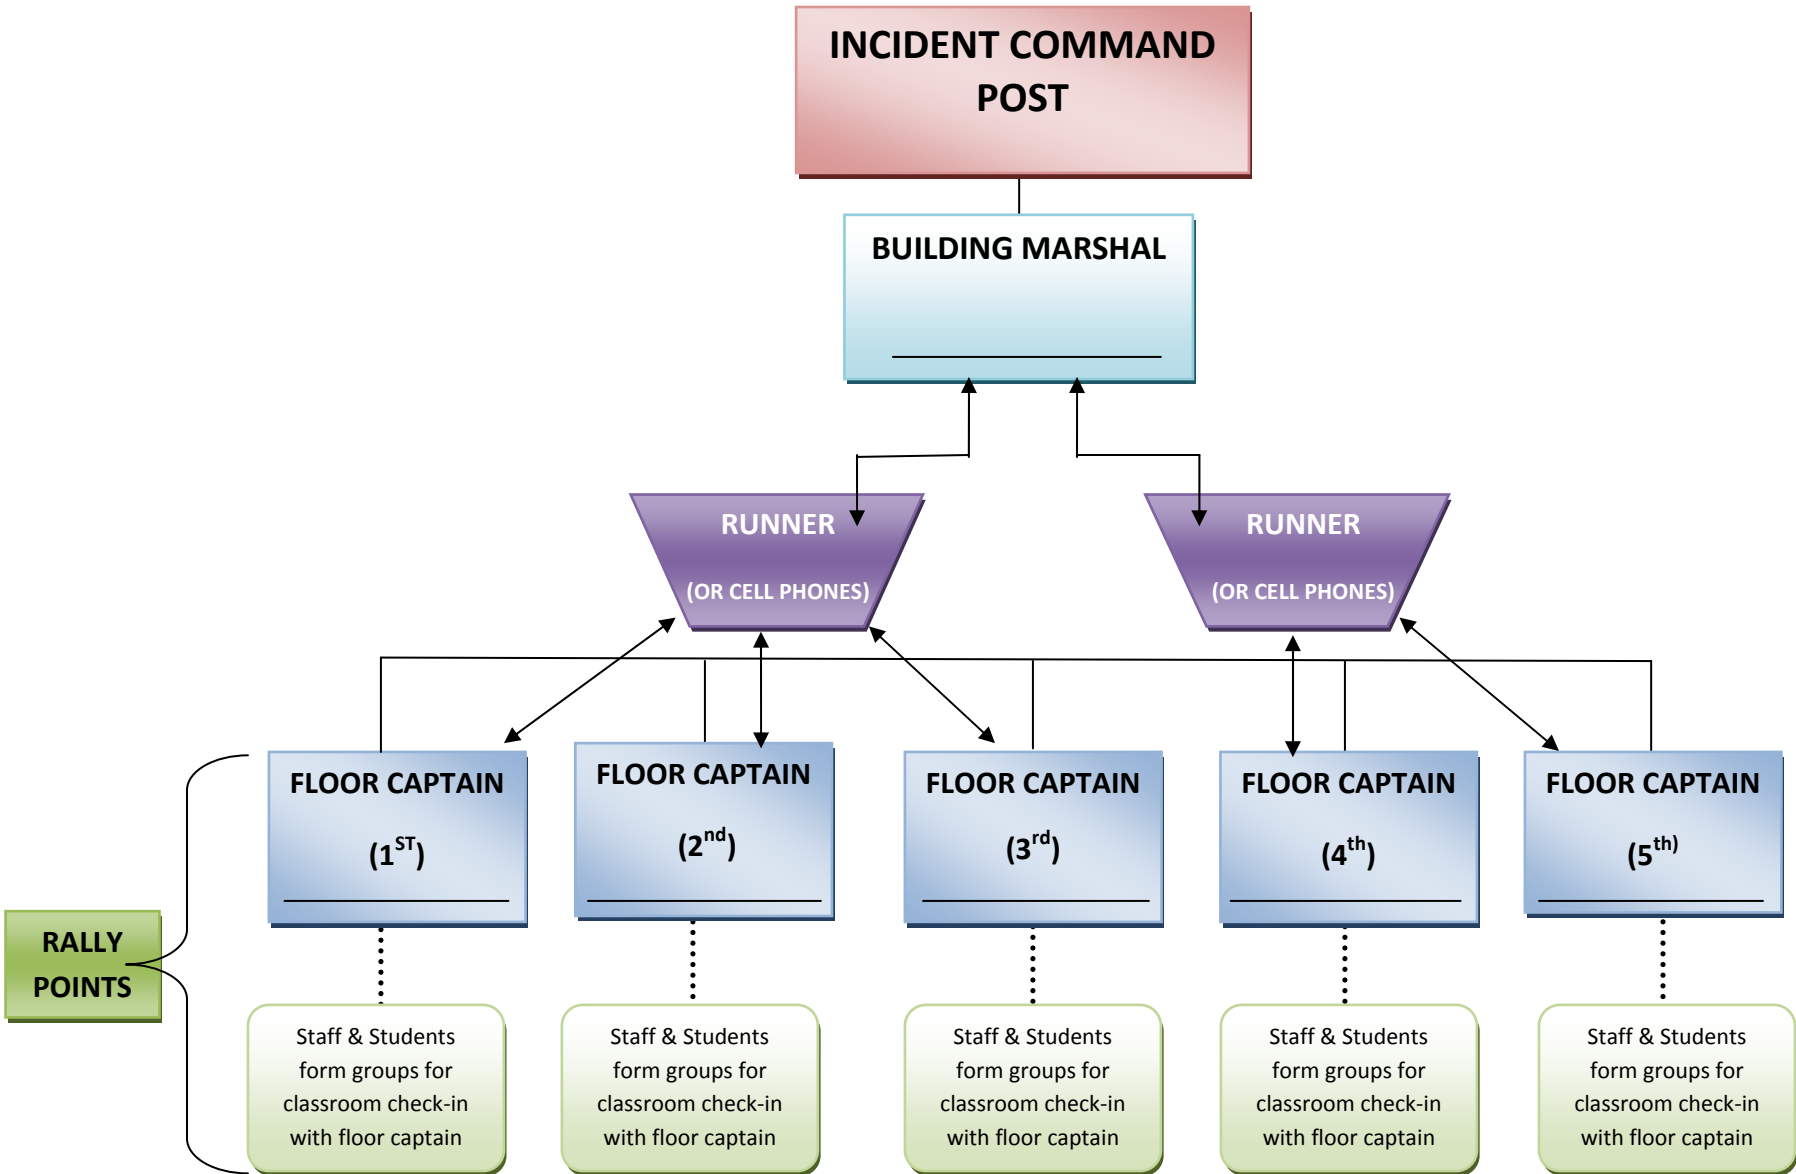 INCIDENT COMMAND
POST
BUILDING MARSHAL
RUNNER
(OR CELL PHONES)
RUNNER
(OR CELL PHONES)
FLOOR CAPTAIN
(1ST)
FLOOR CAPTAIN
(2nd)
FLOOR CAPTAIN
(3rd)
FLOOR CAPTAIN
(4th)
FLOOR CAPTAIN
(5th)
RALLY
POINTS
Staff & Students
form groups for
classroom check-in
with floor captain
Staff & Students
form groups for
classroom check-in
with floor captain
Staff & Students
form groups for
classroom check-in
with floor captain
Staff & Students
form groups for
classroom check-in
with floor captain
Staff & Students
form groups for
classroom check-in
with floor captain